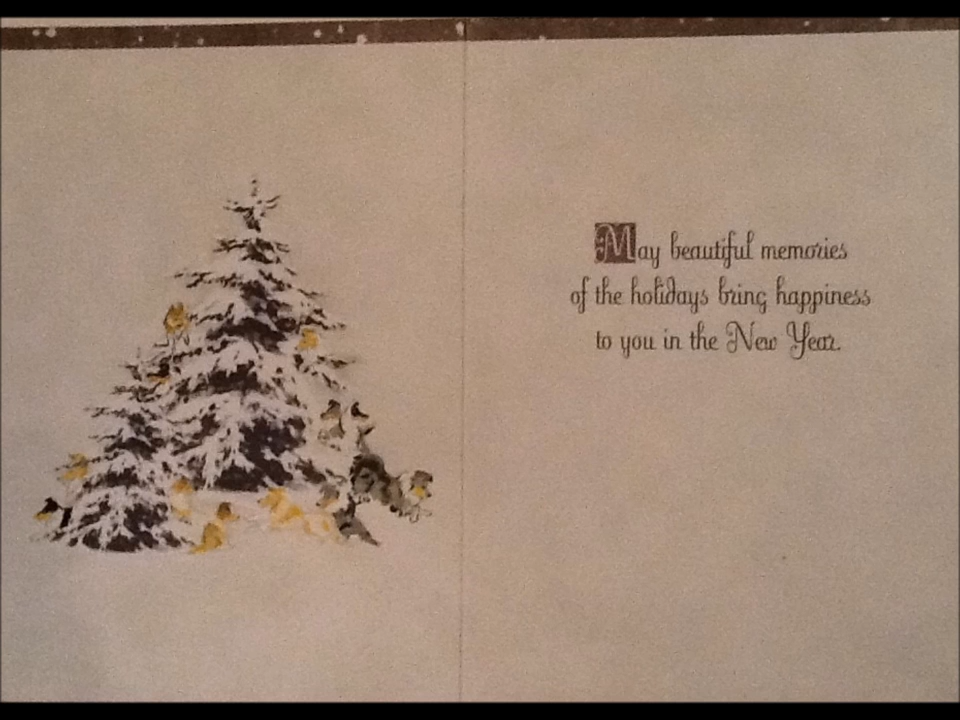 May beautiful memories
of the holidays bring happiness
to you in the New Year.